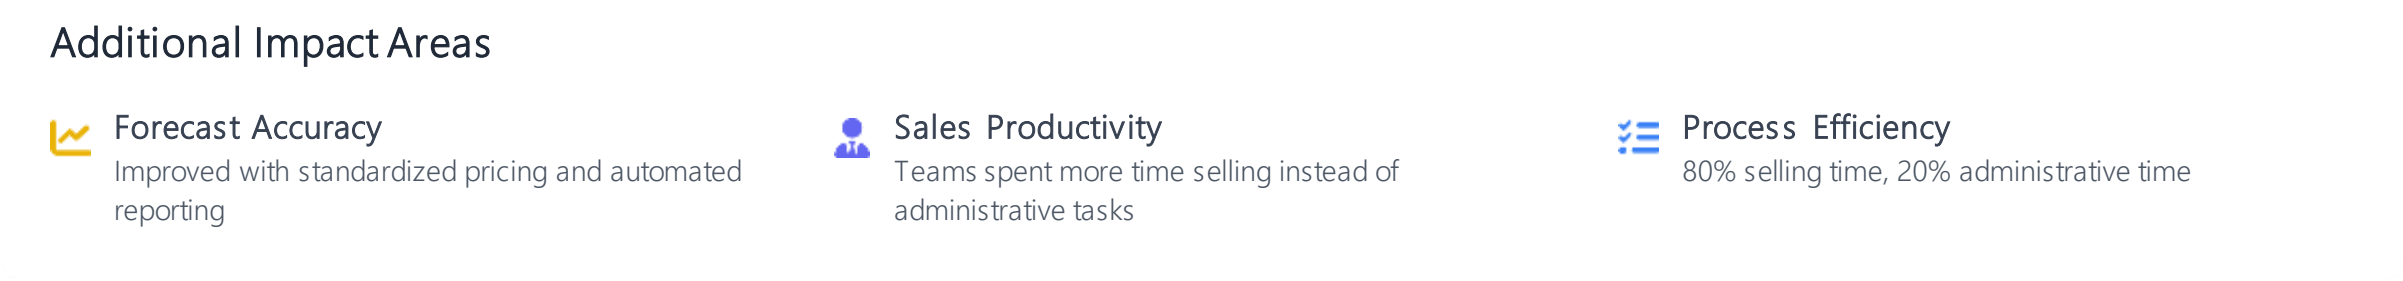 Additional Impact Areas
Forecast Accuracy
Improved with standardized pricing and automated
reporting
Sales Productivity
Teams spent more time selling instead of
administrative tasks
Process Efficiency
80% selling time, 20% administrative time